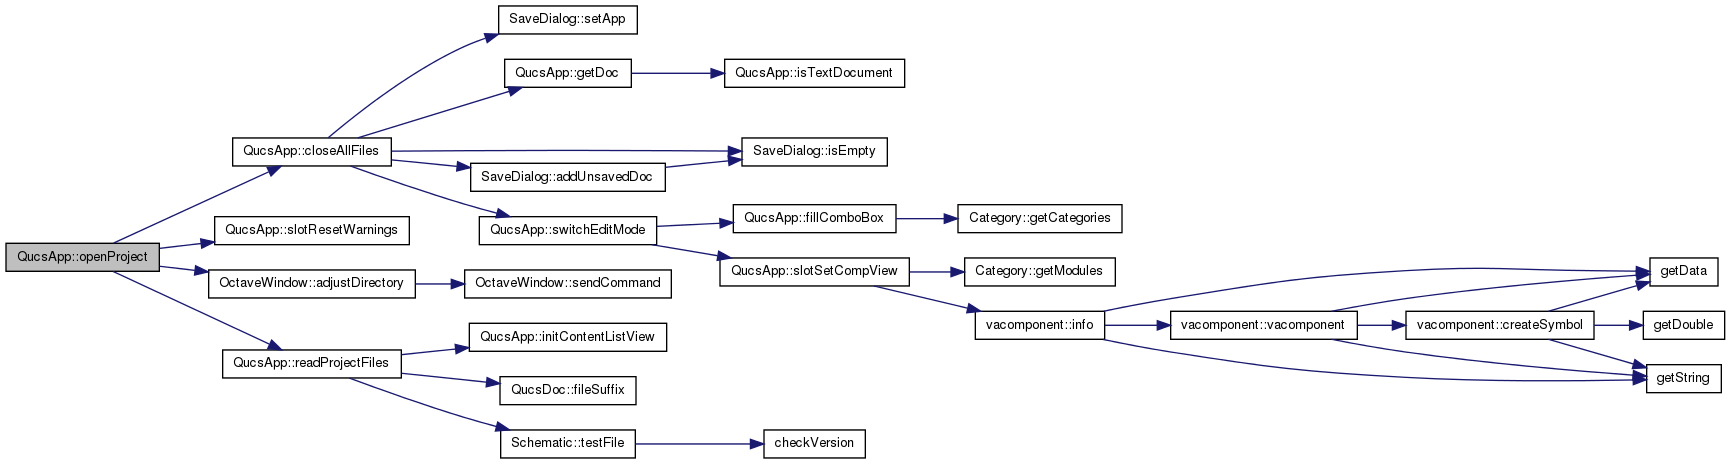 SaveDialog::setApp
QucsApp::getDoc
QucsApp::isTextDocument
QucsApp::closeAllFiles
SaveDialog::isEmpty
SaveDialog::addUnsavedDoc
QucsApp::fillComboBox
Category::getCategories
QucsApp::slotResetWarnings
QucsApp::switchEditMode
QucsApp::openProject
QucsApp::slotSetCompView
Category::getModules
getData
OctaveWindow::adjustDirectory
OctaveWindow::sendCommand
vacomponent::info
vacomponent::vacomponent
vacomponent::createSymbol
getDouble
QucsApp::initContentListView
QucsApp::readProjectFiles
getString
QucsDoc::fileSuffix
Schematic::testFile
checkVersion